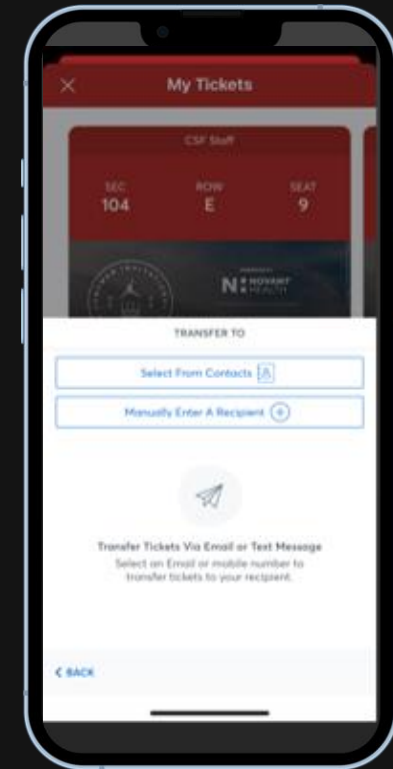 My Tickets
CSF Staff
SEC ROW SEAT
104 E 9
NOVANT
HEALTH
TRANSFER TO
Select From Contacts
Manually Enter A Recipient
Transfer Tickets Via Email or Text Message
Select an Email or mobile number to
transfer tickets to your recipient.
BACK